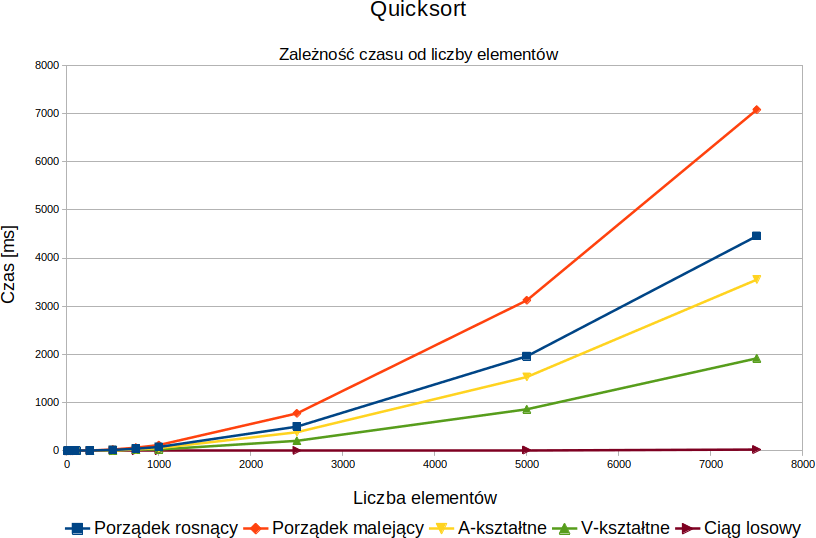 Quicksort
Zależność czasu od liczby elementów
8000
7000
6000
5000
4000
3000
2000
1000
0
Czas [ms]
0 1000 2000 3000 4000 5000 6000 7000 8000
Liczba elementów
Porządek rosnący Porządek malejący A-kształtne V-kształtne Ciąg losowy